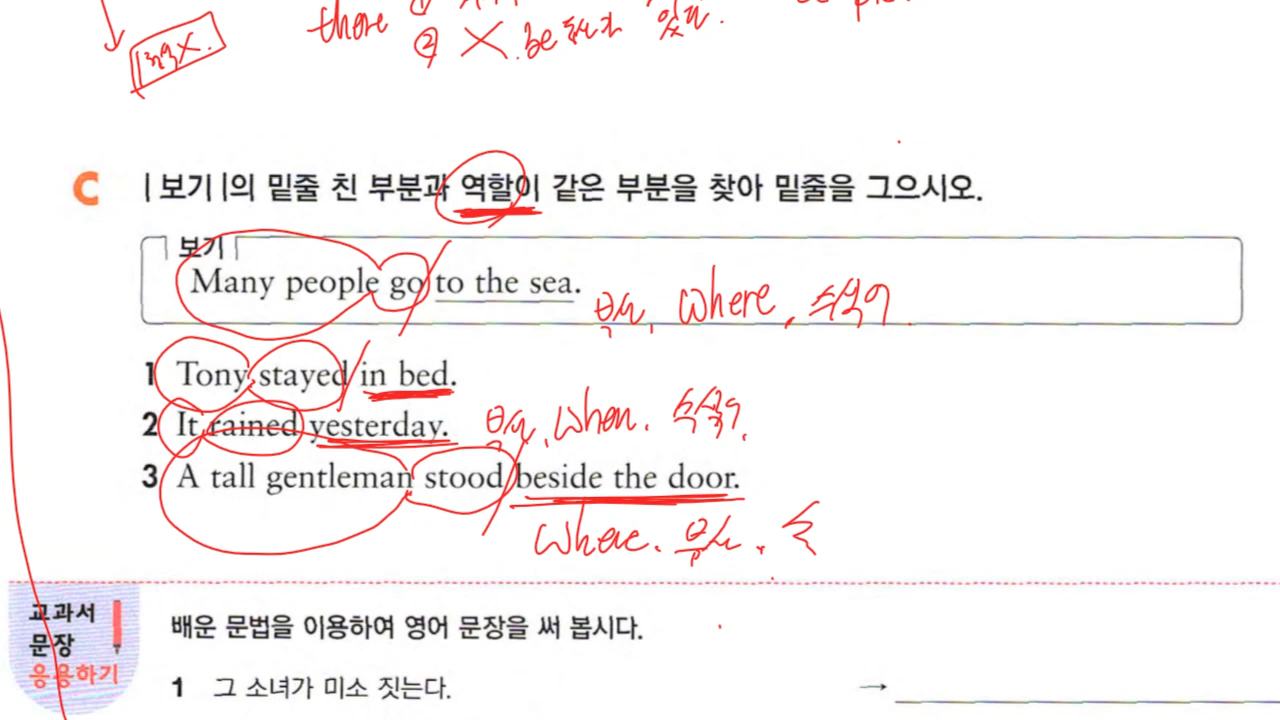 there ①
② X. be 있다.
해석X.
C |보기|의 밑줄 친 부분과 역할이 같은 부분을 찾아 밑줄을 그으시오.
보기
Many people go to the sea.
부사, where, 수식어
1 Tony stayed in bed.
2 It rained yesterday.
부사, when. 수식어,
3 A tall gentleman stood beside the door.
where. 부사. 수
교과서
문장
응용하기
배운 문법을 이용하여 영어 문장을 써 봅시다.
1 그 소녀가 미소 짓는다. →